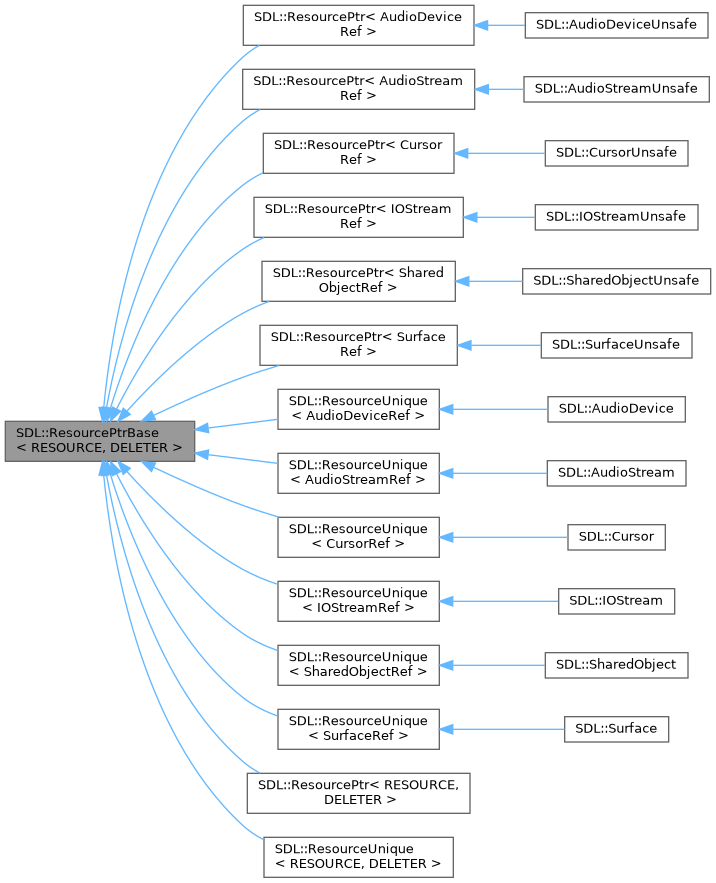 SDL::ResourcePtr< AudioDevice
Ref >
SDL::AudioDeviceUnsafe
SDL::ResourcePtr< AudioStream
Ref >
SDL::AudioStreamUnsafe
SDL::ResourcePtr< Cursor
Ref >
SDL::CursorUnsafe
SDL::ResourcePtr< IOStream
Ref >
SDL::IOStreamUnsafe
SDL::ResourcePtr< Shared
ObjectRef >
SDL::SharedObjectUnsafe
SDL::ResourcePtr< Surface
Ref >
SDL::SurfaceUnsafe
SDL::ResourceUnique
< AudioDeviceRef >
SDL::AudioDevice
SDL::ResourcePtrBase
< RESOURCE, DELETER >
SDL::ResourceUnique
< AudioStreamRef >
SDL::AudioStream
SDL::ResourceUnique
< CursorRef >
SDL::Cursor
SDL::ResourceUnique
< IOStreamRef >
SDL::IOStream
SDL::ResourceUnique
< SharedObjectRef >
SDL::SharedObject
SDL::ResourceUnique
< SurfaceRef >
SDL::Surface
SDL::ResourcePtr< RESOURCE,
DELETER >
SDL::ResourceUnique
< RESOURCE, DELETER >